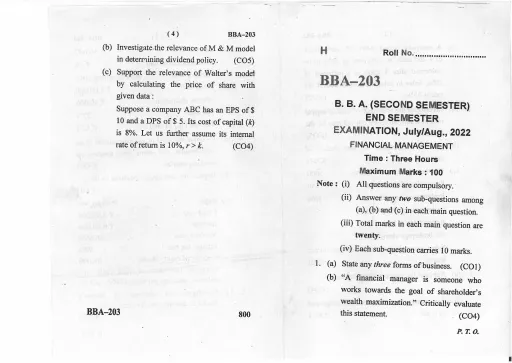 ( 4 ) BBA-203
(b) Investigate the relevance of M & M model
in determining dividend policy. (CO5)
(c) Support the relevance of Walter's model
by calculating the price of share with
given data :
Suppose a company ABC has an EPS of $
10 and a DPS of $ 5. Its cost of capital (k)
is 8%. Let us further assume its internal
rate of return is 10%, r > k. (CO4)
BBA–203 800
H Roll No. ..............................
BBA–203
B. B. A. (SECOND SEMESTER)
END SEMESTER
EXAMINATION, July/Aug., 2022
FINANCIAL MANAGEMENT
Time : Three Hours
Maximum Marks : 100
Note : (i) All questions are compulsory.
(ii) Answer any two sub-questions among
(a), (b) and (c) in each main question.
(iii) Total marks in each main question are
twenty.
(iv) Each sub-question carries 10 marks.
1. (a) State any three forms of business. (CO1)
(b) “A financial manager is someone who
works towards the goal of shareholder's
wealth maximization.” Critically evaluate
this statement. (CO4)
P. T. O.